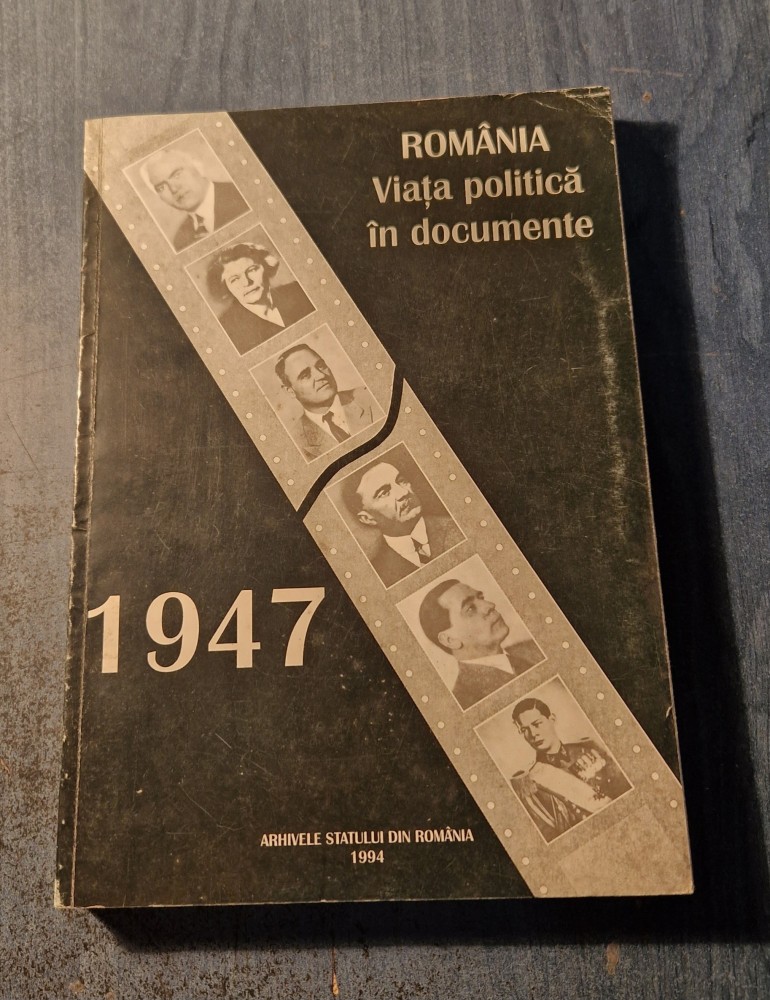 ROMÂNIA
Viața politică
în documente
1947
ARHIVELE STATULUI DIN ROMÂNIA
1994